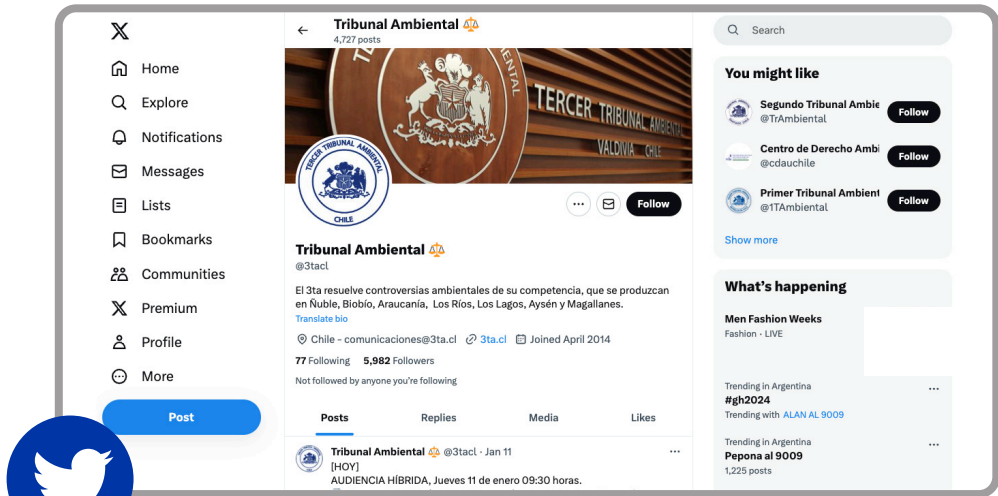 Home
Explore
Notifications
Messages
Lists
Bookmarks
Communities
Premium
Profile
More
Post
Tribunal Ambiental ⚖️
4,727 posts
TERCER TRIBUNAL AMBIENTAL
VALDIVIA CHILE
TERCER TRIBUNAL AMBIENTAL
CHILE
Follow
Tribunal Ambiental ⚖️
@3tacl
El 3ta resuelve controversias ambientales de su competencia, que se produzcan
en Ñuble, Biobío, Araucanía, Los Ríos, Los Lagos, Aysén y Magallanes.
Translate bio
Chile - comunicaciones@3ta.cl 3ta.cl Joined April 2014
77 Following 5,982 Followers
Not followed by anyone you're following
Posts Replies Media Likes
Tribunal Ambiental ⚖️ @3tacl · Jan 11
[HOY]
AUDIENCIA HÍBRIDA, Jueves 11 de enero 09:30 horas.
Search
You might like
Segundo Tribunal Ambie
@TrAmbiental
Follow
Centro de Derecho Ambi
@cdauchile
Follow
Primer Tribunal Ambient
@1TAmbiental
Follow
Show more
What's happening
Men Fashion Weeks
Fashion · LIVE
Trending in Argentina
#gh2024
Trending with ALAN AL 9009
Trending in Argentina
Pepona al 9009
1,225 posts